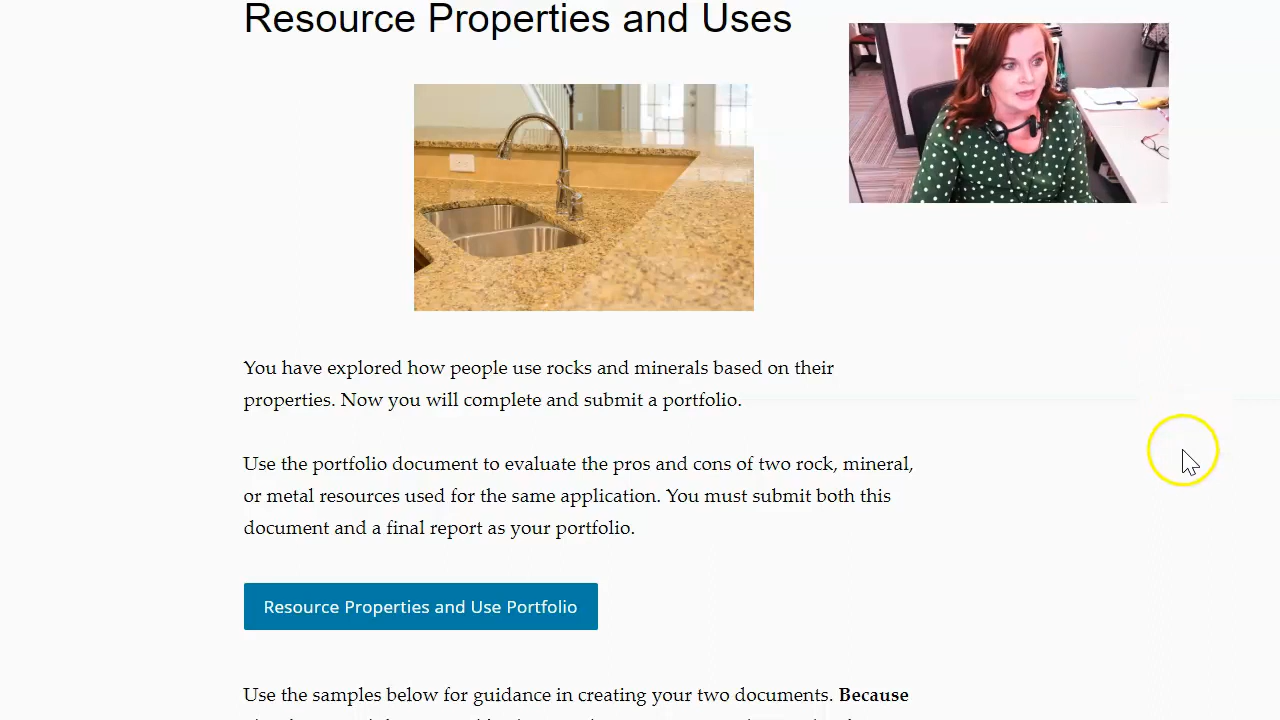 Resource Properties and Uses
You have explored how people use rocks and minerals based on their
properties. Now you will complete and submit a portfolio.
Use the portfolio document to evaluate the pros and cons of two rock, mineral,
or metal resources used for the same application. You must submit both this
document and a final report as your portfolio.
Resource Properties and Use Portfolio
Use the samples below for guidance in creating your two documents. Because